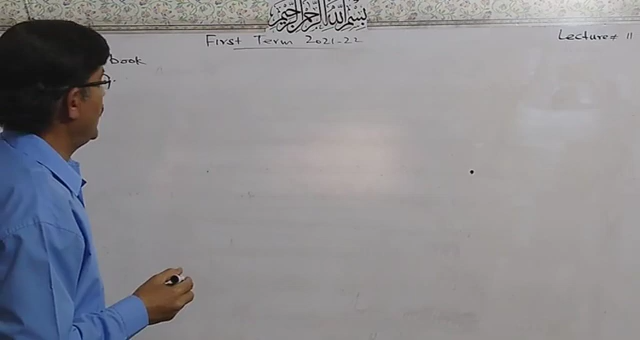 بسم الله الرحمن الرحيم
First Term 2021-22
Lecture# 11
book